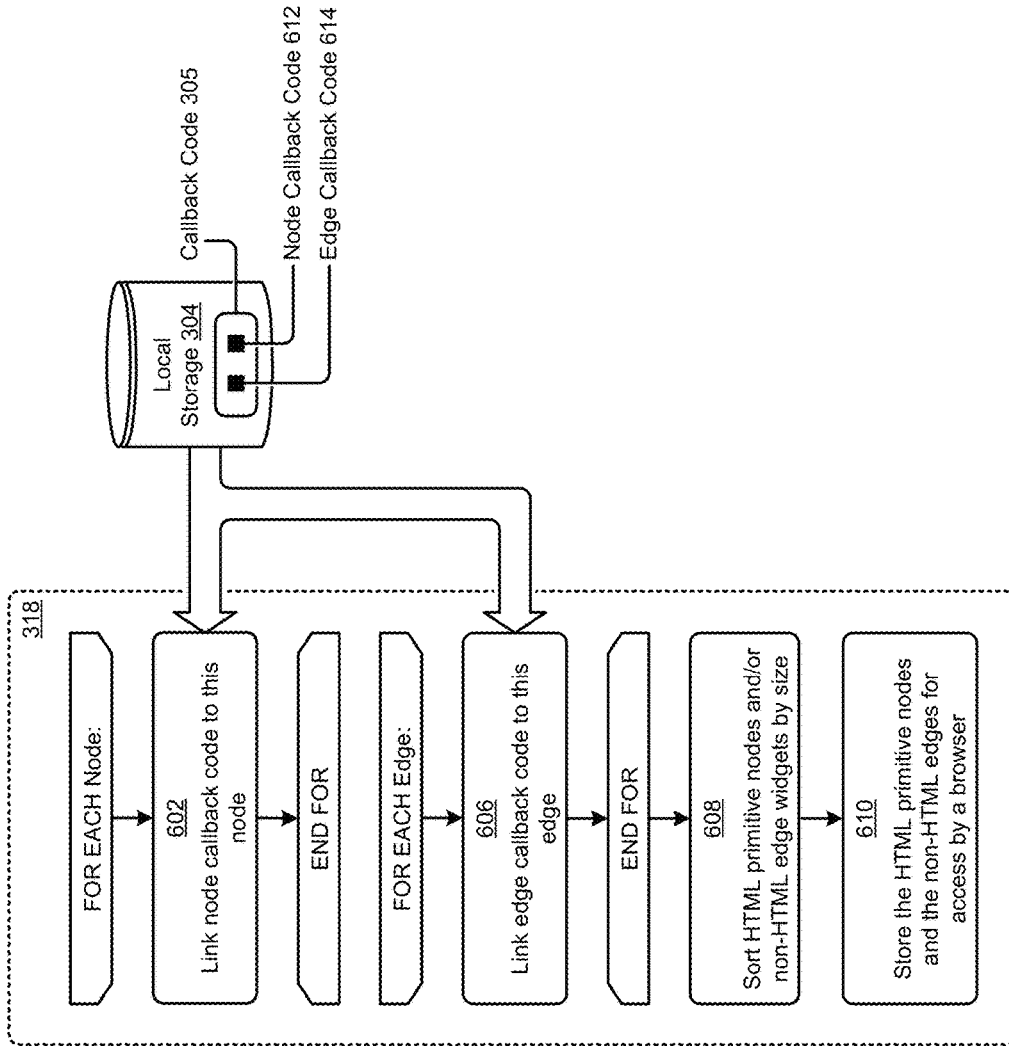 318
FOR EACH Node:
602
Link node callback code to this
node
END FOR
FOR EACH Edge:
606
Link edge callback code to this
edge
END FOR
608
Sort HTML primitive nodes and/or
non-HTML edge widgets by size
610
Store the HTML primitive nodes
and the non-HTML edges for
access by a browser
Local
Storage 304
Callback Code 305
Node Callback Code 612
Edge Callback Code 614